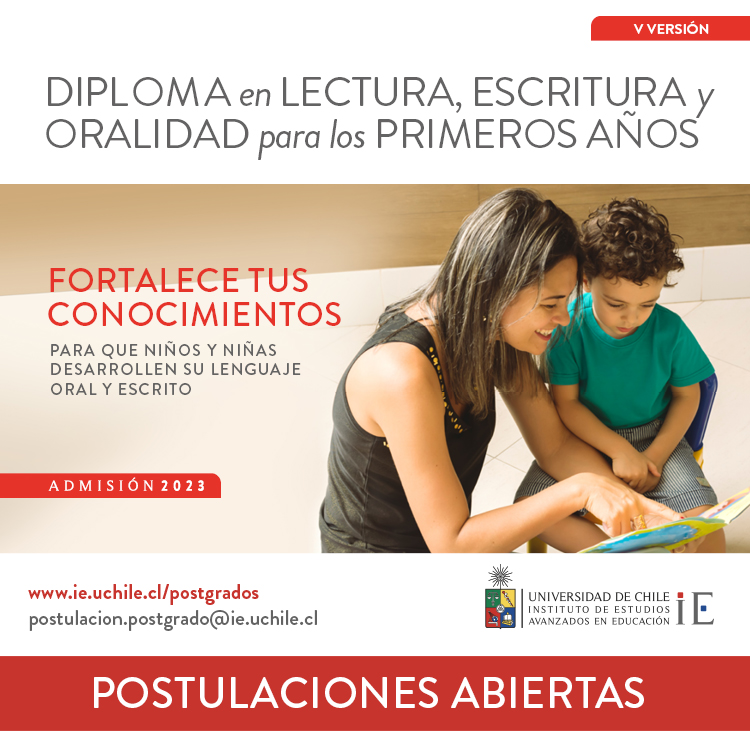 V VERSIÓN
DIPLOMA en LECTURA, ESCRITURA y
ORALIDAD para los PRIMEROS AÑOS
FORTALECE TUS
CONOCIMIENTOS
PARA QUE NIÑOS Y NIÑAS
DESARROLLEN SU LENGUAJE
ORAL Y ESCRITO
ADMISIÓN 2023
www.ie.uchile.cl/postgrados
postulacion.postgrado@ie.uchile.cl
UNIVERSIDAD DE CHILE
INSTITUTO DE ESTUDIOS
AVANZADOS EN EDUCACIÓN
iE
POSTULACIONES ABIERTAS